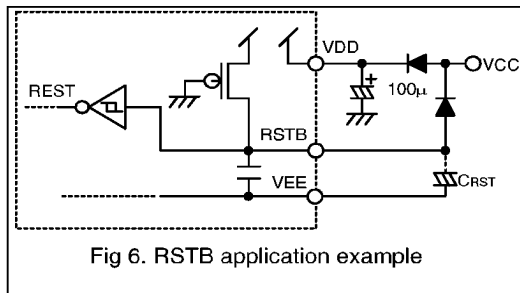 VDD
VCC
REST
100μ
+
RSTB
VEE
CRST
Fig 6. RSTB application example